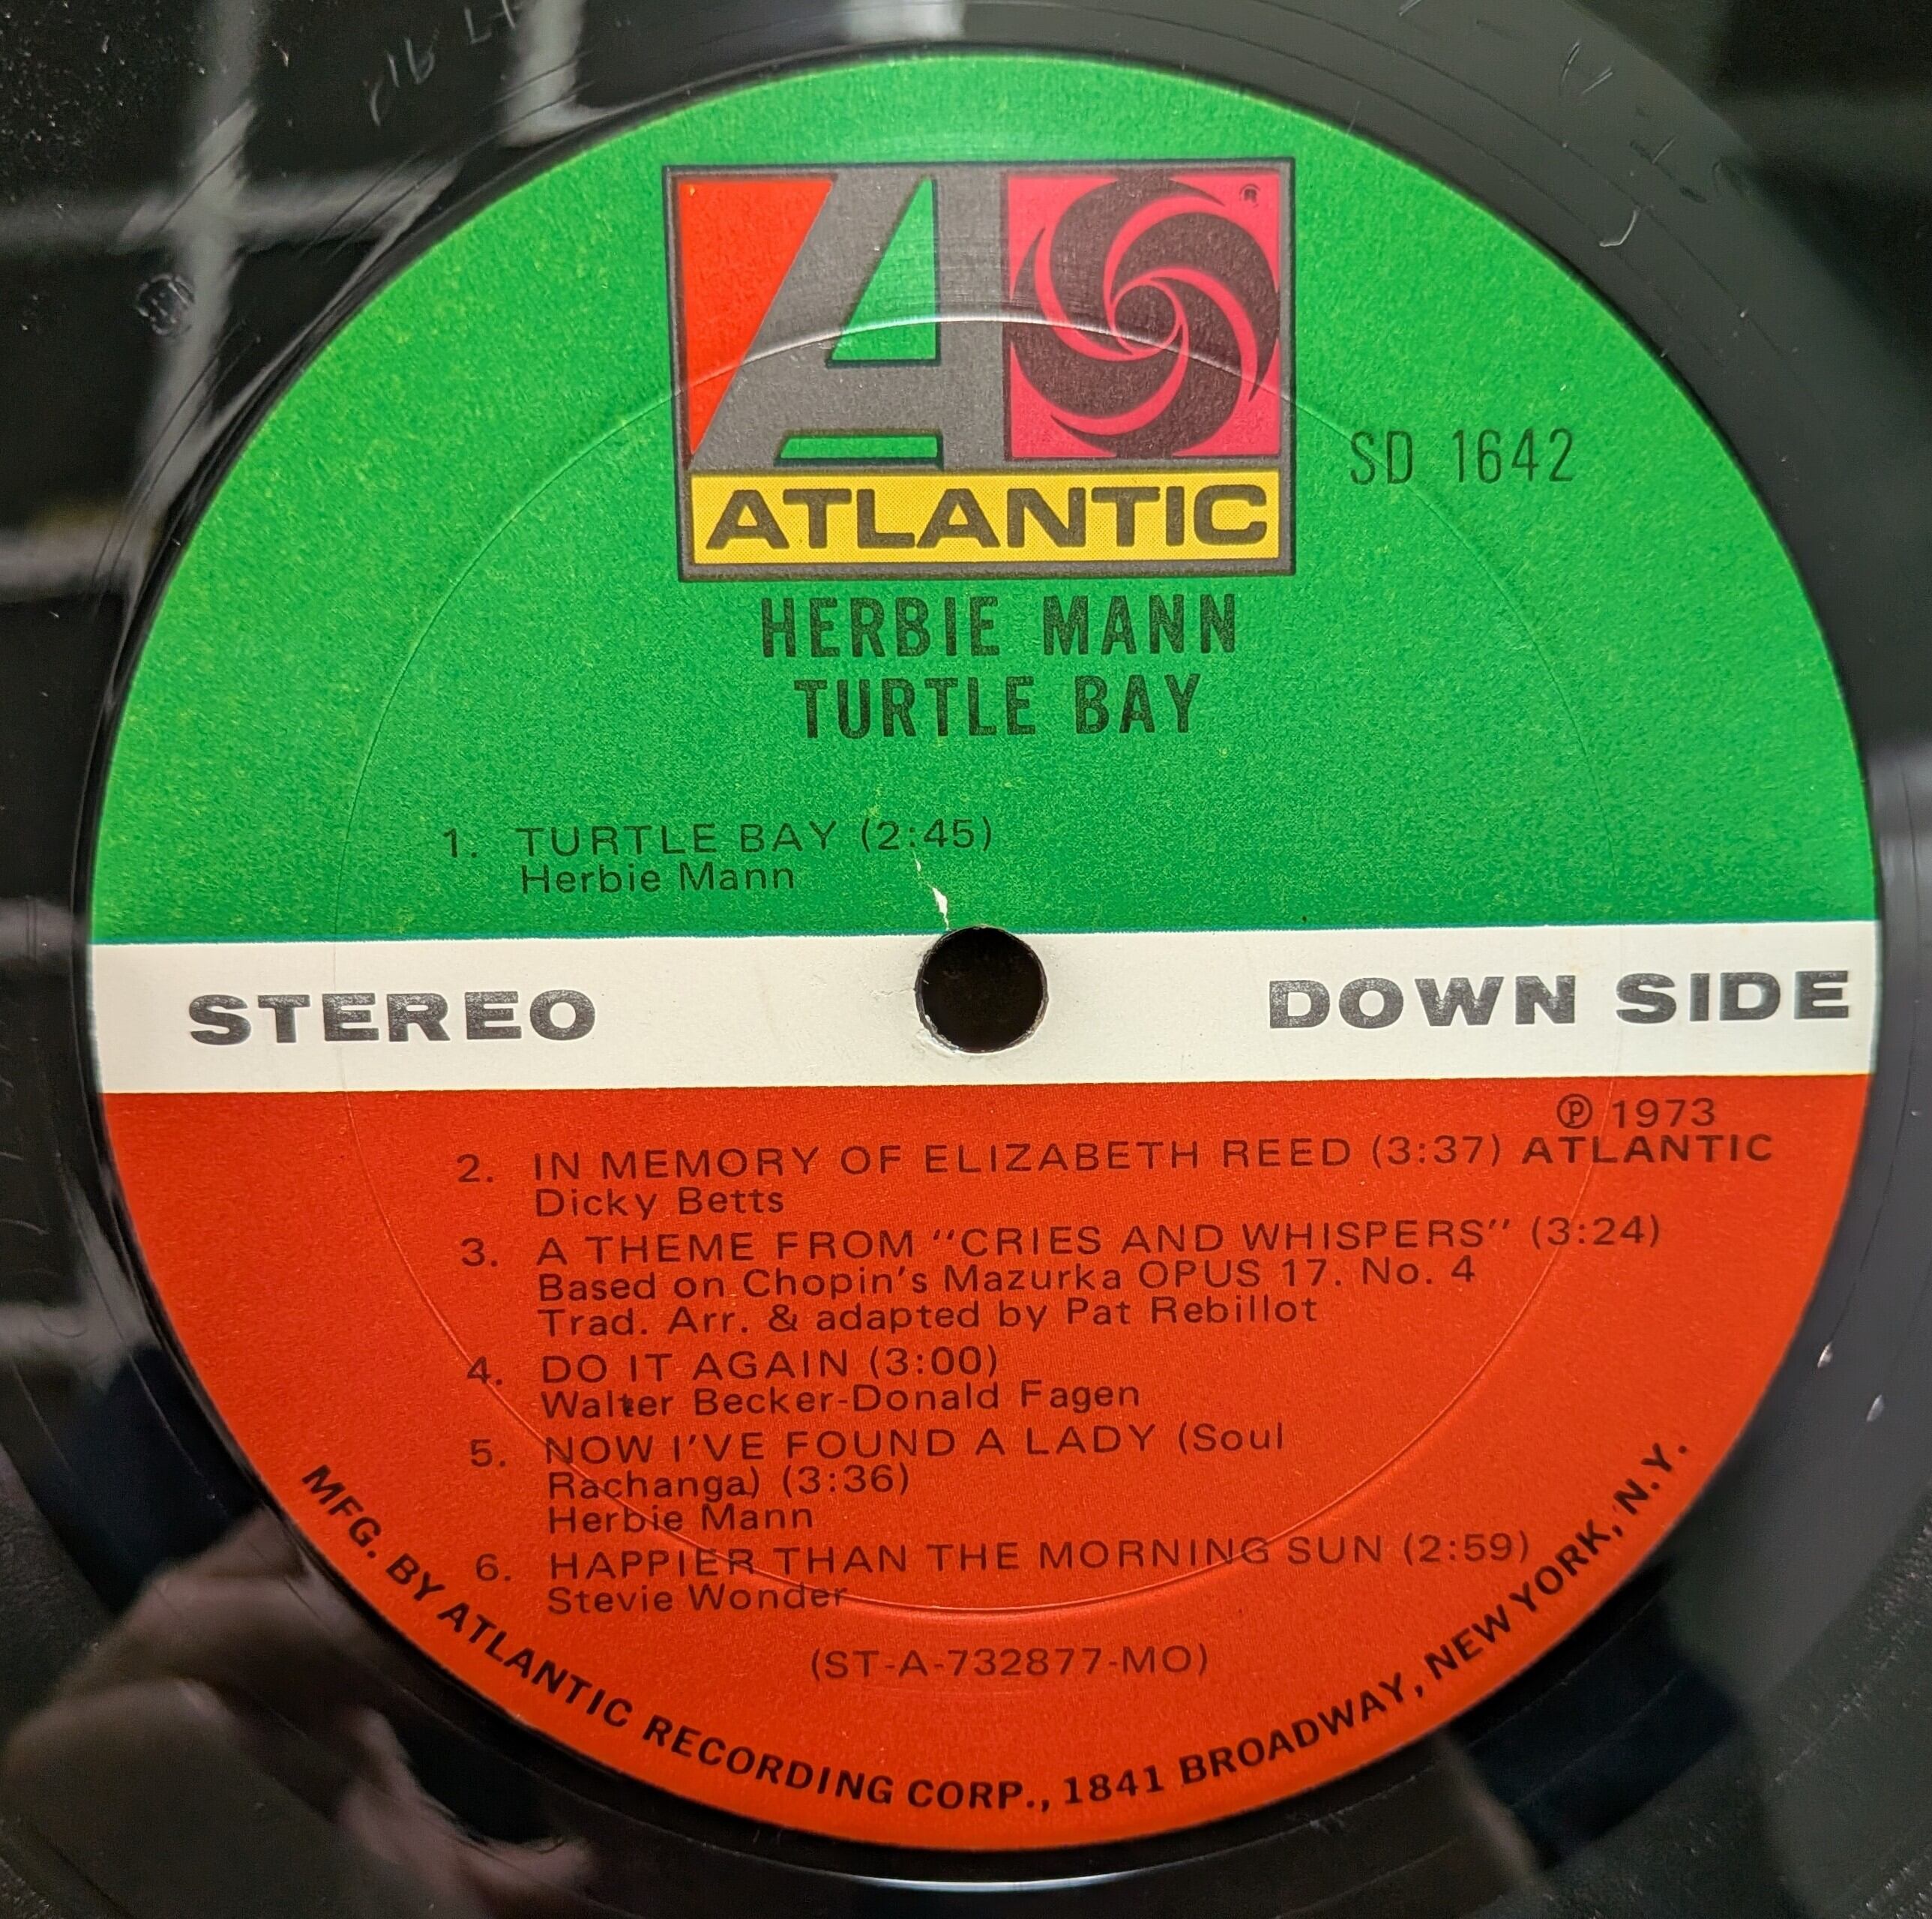 ®
SD 1642
ATLANTIC
HERBIE MANN
TURTLE BAY
1. TURTLE BAY (2:45)
Herbie Mann
STEREO
DOWN SIDE
℗ 1973
ATLANTIC
2. IN MEMORY OF ELIZABETH REED (3:37)
Dicky Betts
3. A THEME FROM "CRIES AND WHISPERS" (3:24)
Based on Chopin's Mazurka OPUS 17. No. 4
Trad. Arr. & adapted by Pat Rebillot
4. DO IT AGAIN (3:00)
Walter Becker-Donald Fagen
5. NOW I'VE FOUND A LADY (Soul
Rachanga) (3:36)
Herbie Mann
6. HAPPIER THAN THE MORNING SUN (2:59)
Stevie Wonder
(ST-A-732877-MO)
MFG. BY ATLANTIC RECORDING CORP., 1841 BROADWAY, NEW YORK, N.Y.